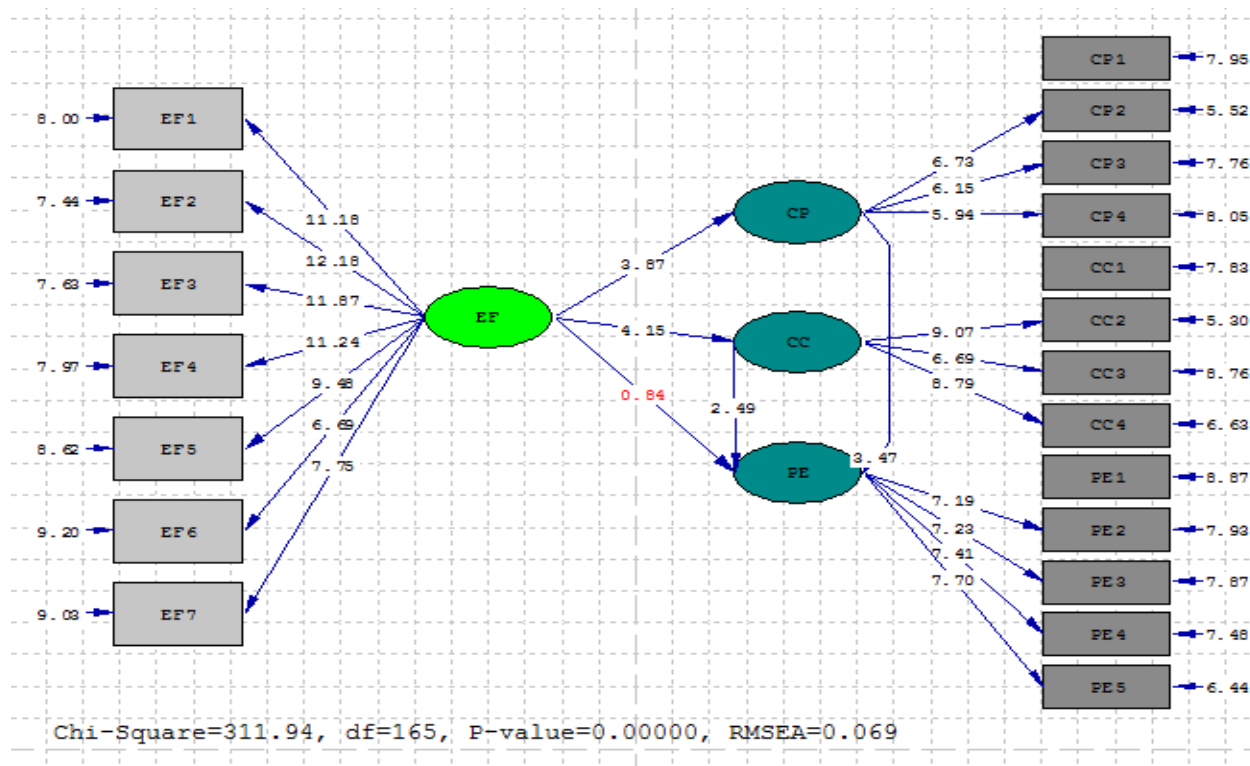 8.00 EF1
7.44 EF2
7.63 EF3
7.97 EF4
8.62 EF5
9.20 EF6
9.03 EF7
11.18
12.18
11.87
11.24
9.48
6.69
7.75
EF
3.87
4.15
0.84
CP
CC
2.49
PE
3.47
6.73
6.15
5.94
9.07
6.69
8.79
7.19
7.23
7.41
7.70
CP1 7.95
CP2 5.52
CP3 7.76
CP4 8.05
CC1 7.83
CC2 5.30
CC3 8.76
CC4 6.63
PE1 8.87
PE2 7.93
PE3 7.87
PE4 7.48
PE5 6.44
Chi-Square=311.94, df=165, P-value=0.00000, RMSEA=0.069